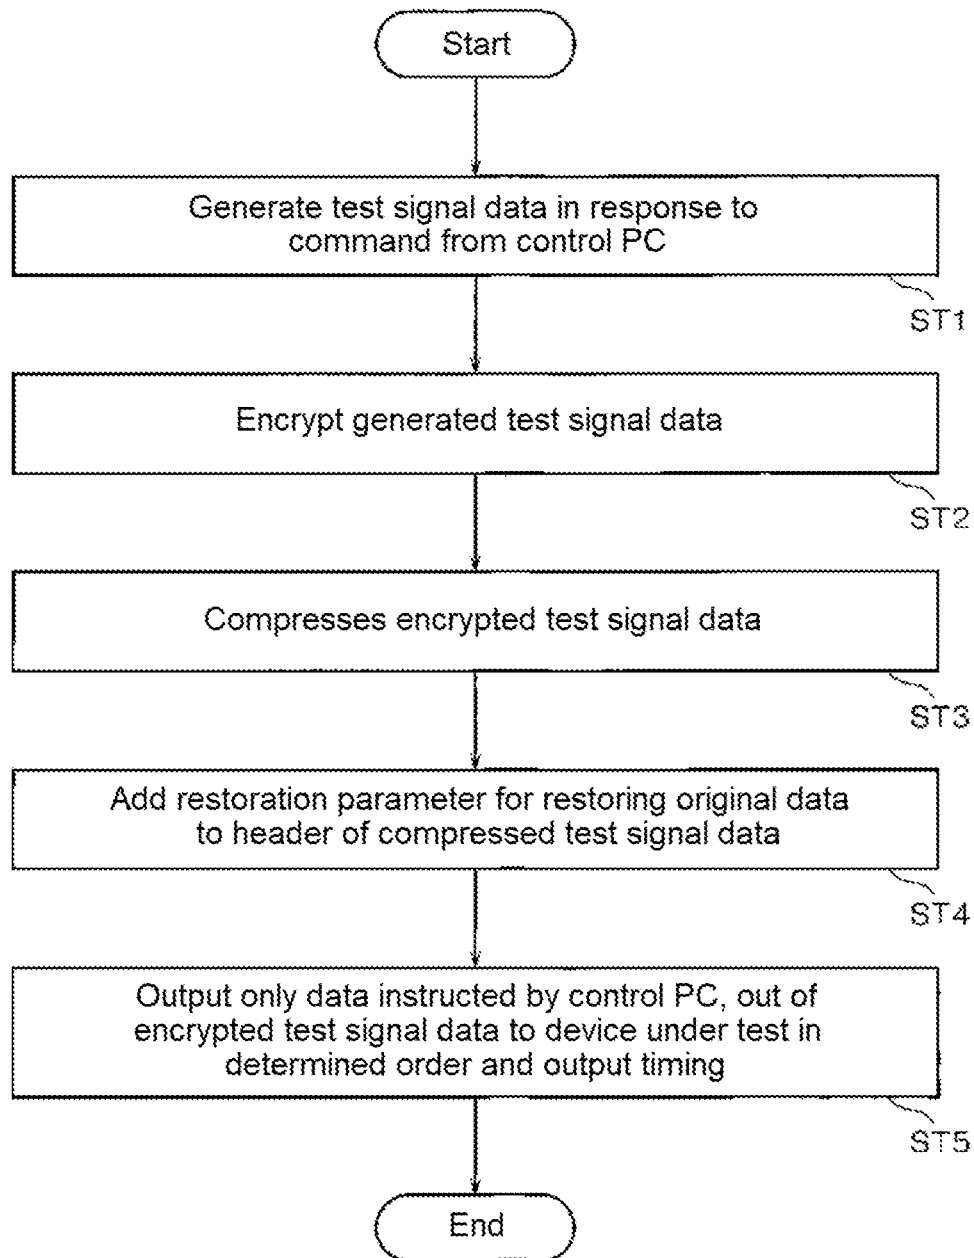 Start
Generate test signal data in response to
command from control PC
ST1
Encrypt generated test signal data
ST2
Compresses encrypted test signal data
ST3
Add restoration parameter for restoring original data
to header of compressed test signal data
ST4
Output only data instructed by control PC, out of
encrypted test signal data to device under test in
determined order and output timing
ST5
End